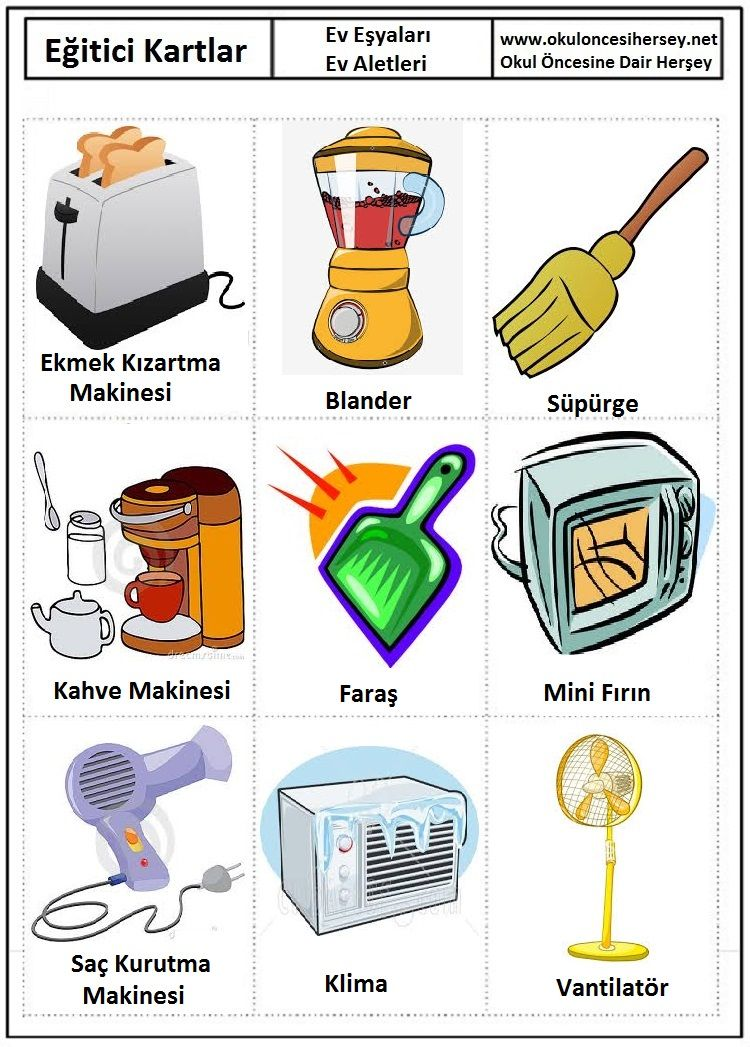 Eğitici Kartlar
Ev Eşyaları
Ev Aletleri
www.okuloncesihersey.net
Okul Öncesine Dair Herşey
Ekmek Kızartma
Makinesi
Blander
Süpürge
Kahve Makinesi
Faraş
Mini Fırın
Saç Kurutma
Makinesi
Klima
Vantilatör